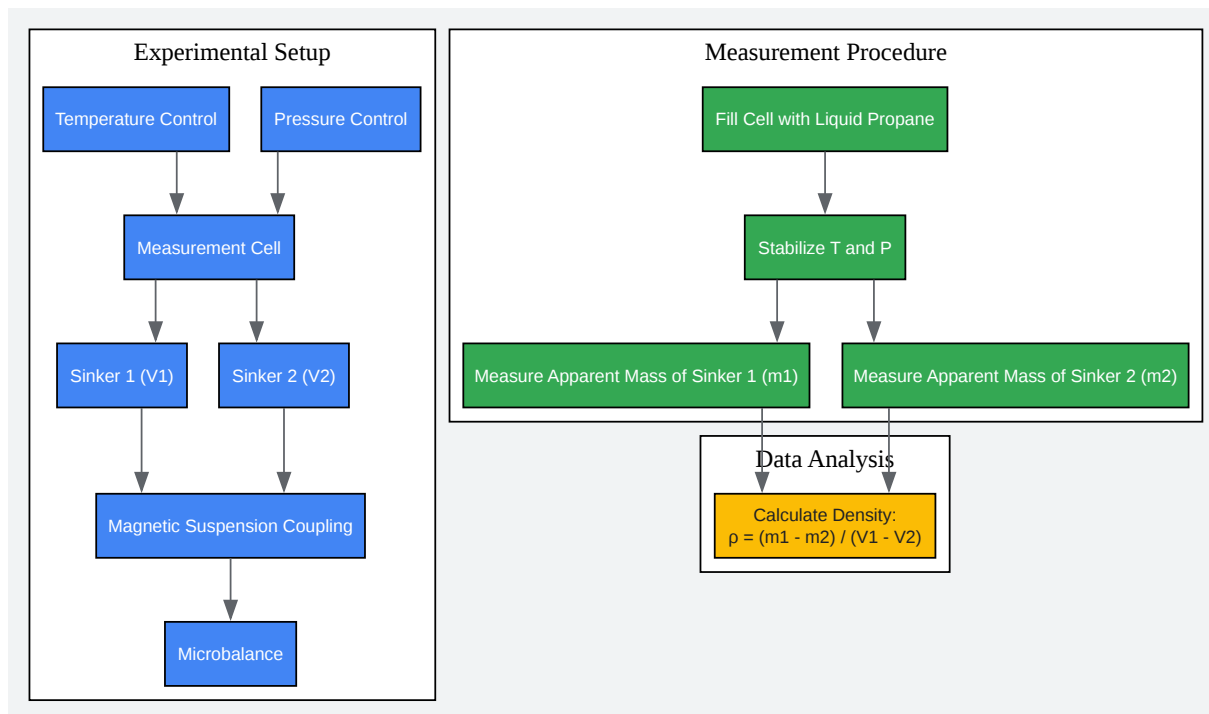 Experimental Setup
Temperature Control
Pressure Control
Measurement Cell
Sinker 1 (V1)
Sinker 2 (V2)
Magnetic Suspension Coupling
Microbalance
Measurement Procedure
Fill Cell with Liquid Propane
Stabilize T and P
Measure Apparent Mass of Sinker 1 (m1)
Measure Apparent Mass of Sinker 2 (m2)
Data Analysis
Calculate Density:
ρ = (m1 - m2) / (V1 - V2)